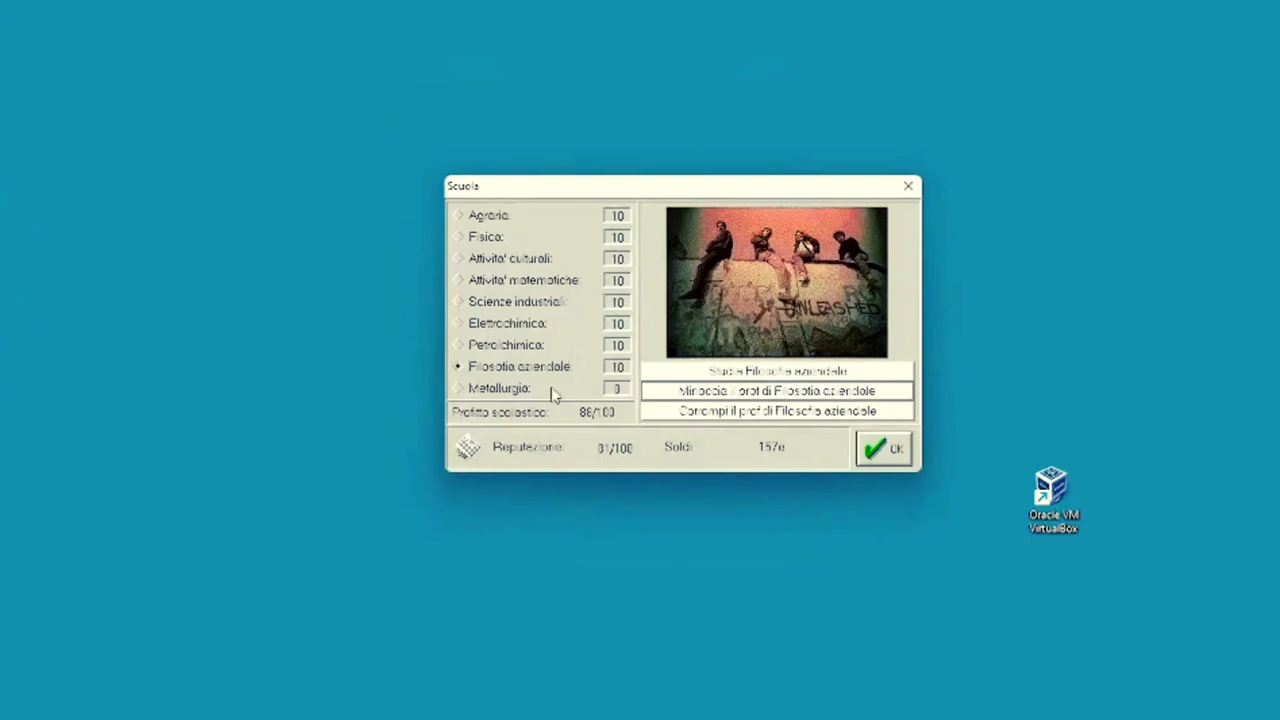 Scuola
Agraria: 10
Fisica: 10
Attivita' culturali: 10
Attivita' matematiche: 10
Scienze industriali: 10
Elettrochimica: 10
Petrolchimica: 10
Filosofia aziendale 10
Metallurgia: 0
Profitto scolastico: 88/100
UNLEASHED
Studia Filosofia aziendale
Minaccia il prof di Filosofia aziendale
Corrompi il prof di Filosofia aziendale
Reputazione: 81/100 Soldi: 157e
OK
Oracle VM
VirtualBox